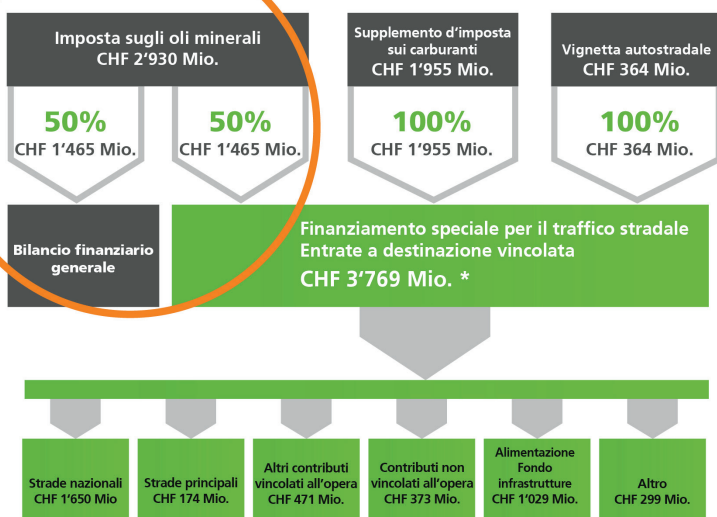 Imposta sugli oli minerali
CHF 2'930 Mio.
Supplemento d'imposta
sui carburanti
CHF 1'955 Mio.
Vignetta autostradale
CHF 364 Mio.
50%
CHF 1'465 Mio.
50%
CHF 1'465 Mio.
100%
CHF 1'955 Mio.
100%
CHF 364 Mio.
Bilancio finanziario
generale
Finanziamento speciale per il traffico stradale
Entrate a destinazione vincolata
CHF 3'769 Mio. *
Strade nazionali
CHF 1'650 Mio
Strade principali
CHF 174 Mio.
Altri contributi
vincolati all'opera
CHF 471 Mio.
Contributi non
vincolati all'opera
CHF 373 Mio.
Alimentazione
Fondo
infrastrutture
CHF 1'029 Mio.
Altro
CHF 299 Mio.